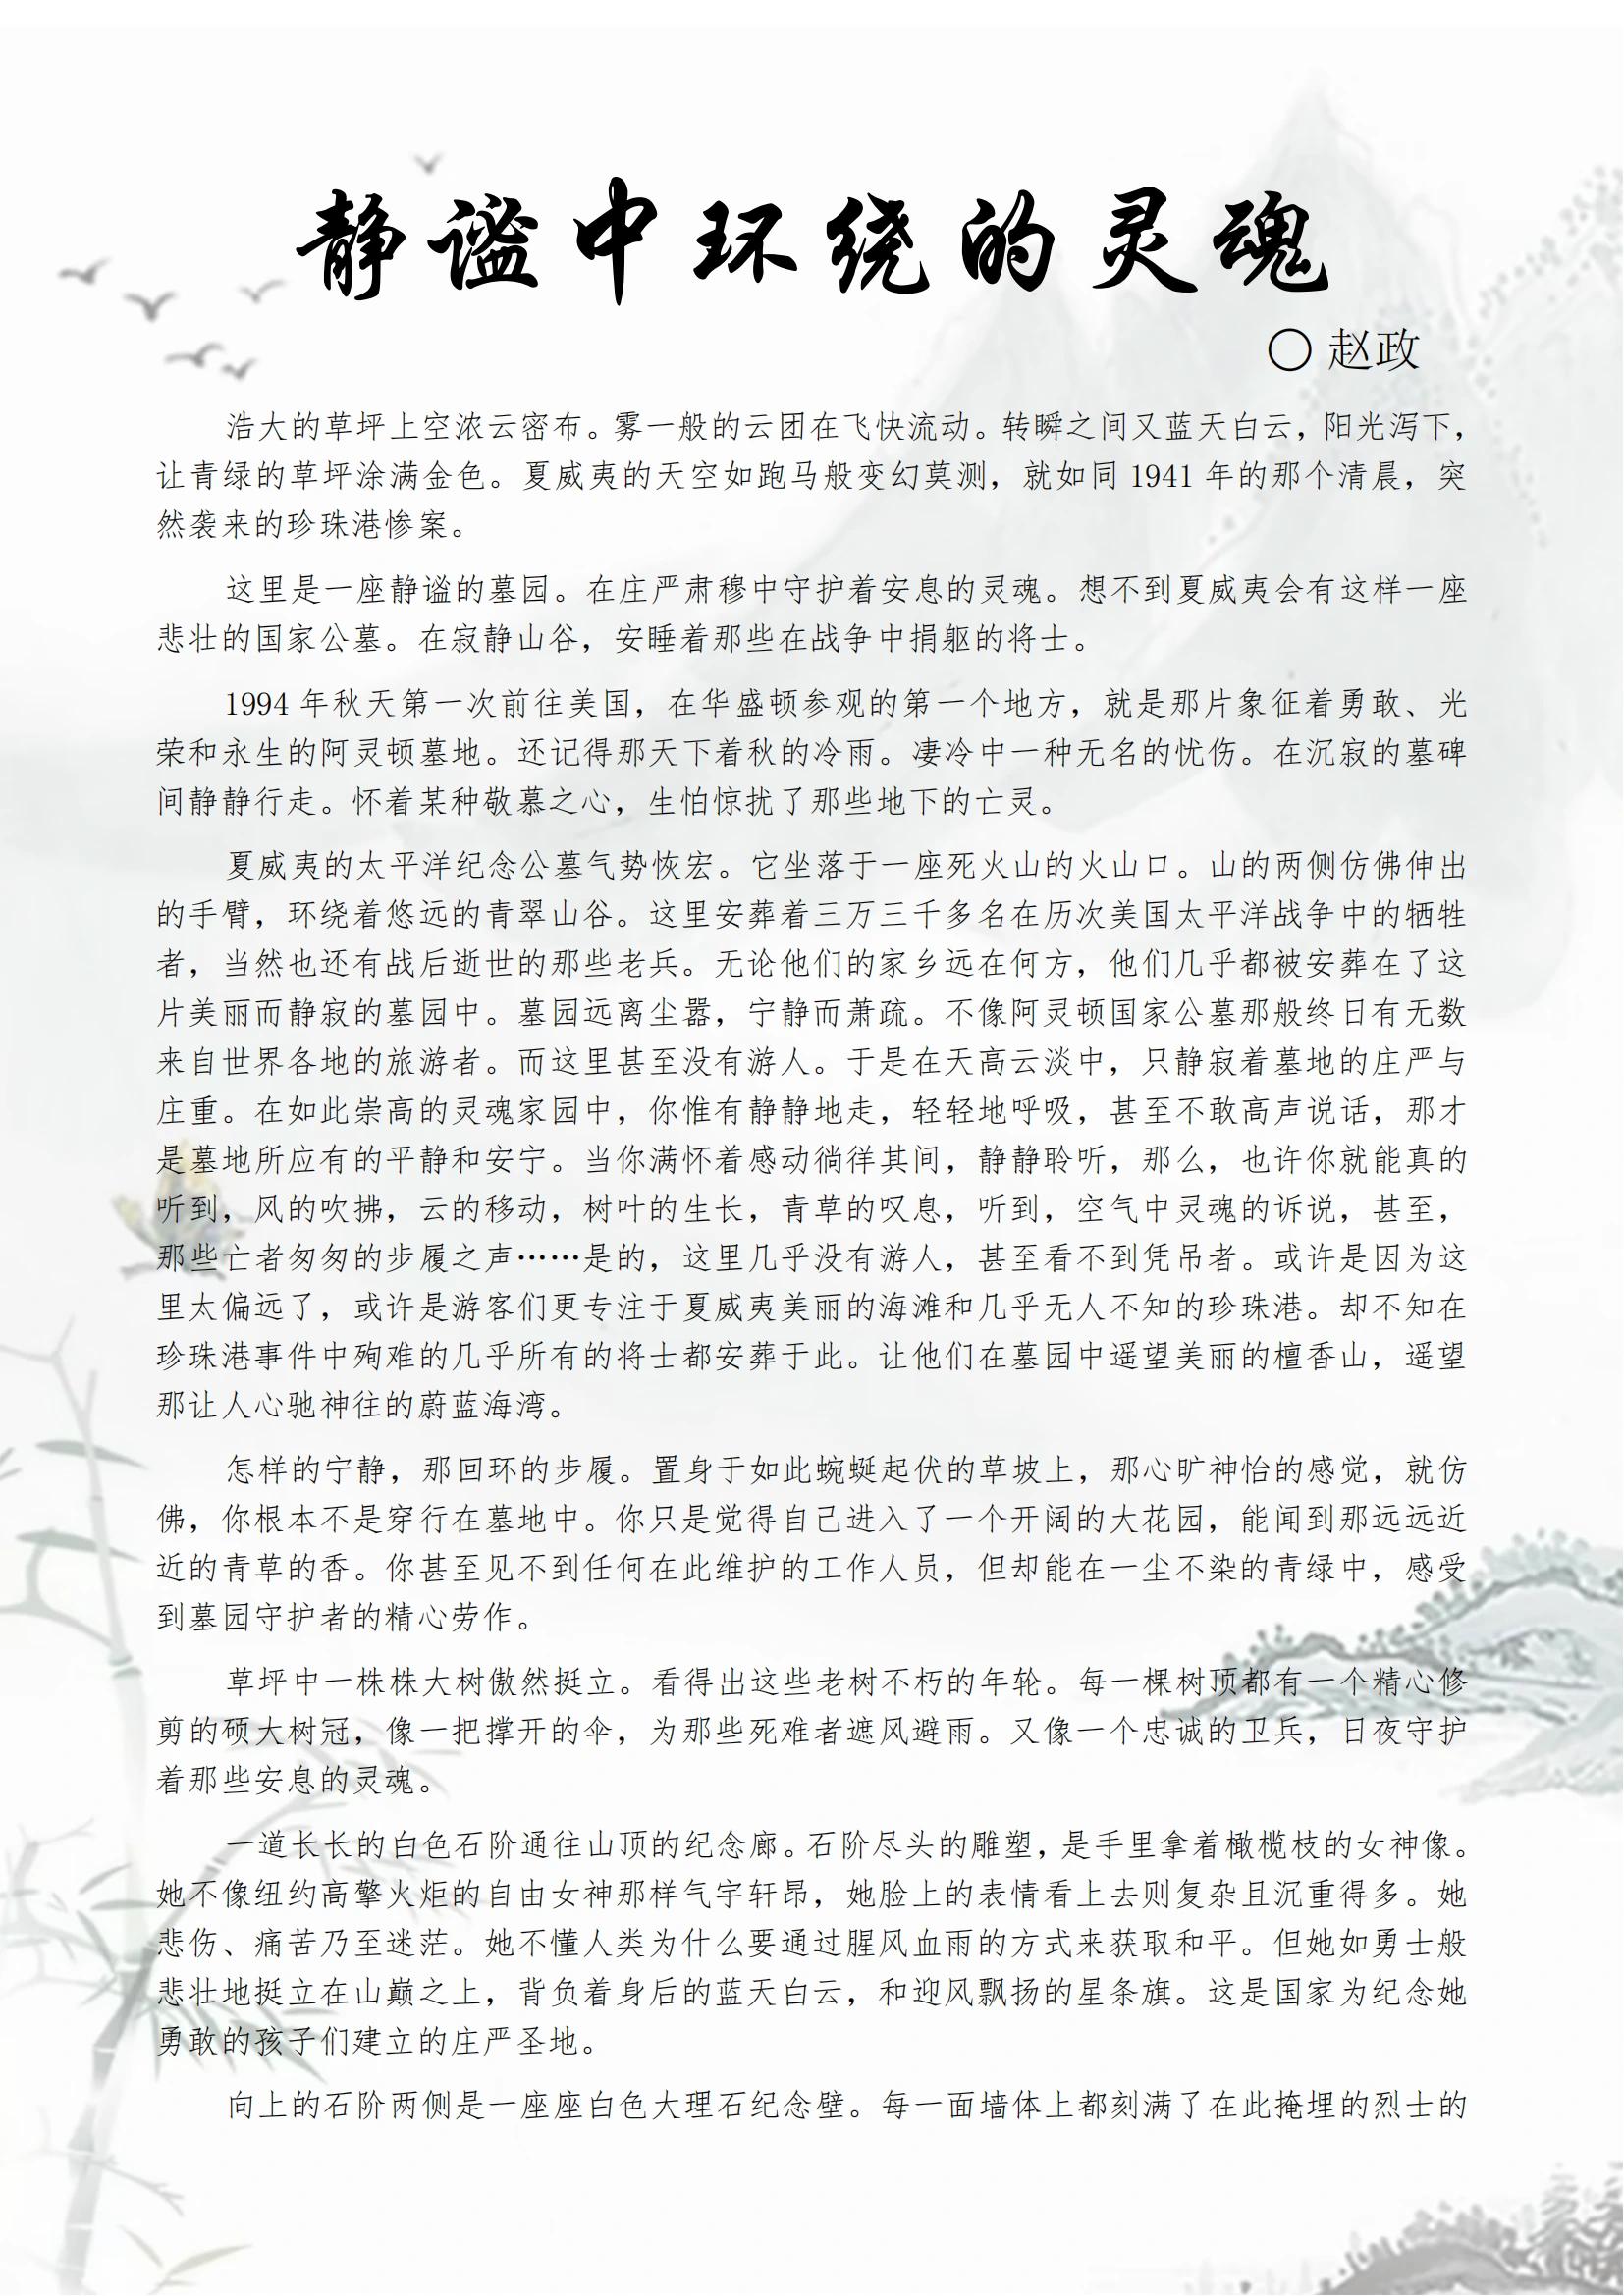 静谧中环绕的灵魂
〇 赵政
浩大的草坪上空浓云密布。雾一般的云团在飞快流动。转瞬之间又蓝天白云，阳光泻下，
让青绿的草坪涂满金色。夏威夷的天空如跑马般变幻莫测，就如同 1941 年的那个清晨，突
然袭来的珍珠港惨案。
这里是一座静谧的墓园。在庄严肃穆中守护着安息的灵魂。想不到夏威夷会有这样一座
悲壮的国家公墓。在寂静山谷，安睡着那些在战争中捐躯的将士。
1994 年秋天第一次前往美国，在华盛顿参观的第一个地方，就是那片象征着勇敢、光
荣和永生的阿灵顿墓地。还记得那天下着秋的冷雨。凄冷中一种无名的忧伤。在沉寂的墓碑
间静静行走。怀着某种敬慕之心，生怕惊扰了那些地下的亡灵。
夏威夷的太平洋纪念公墓气势恢宏。它坐落于一座死火山的火山口。山的两侧仿佛伸出
的手臂，环绕着悠远的青翠山谷。这里安葬着三万三千多名在历次美国太平洋战争中的牺牲
者，当然也还有战后逝世的那些老兵。无论他们的家乡远在何方，他们几乎都被安葬在了这
片美丽而静寂的墓园中。墓园远离尘嚣，宁静而萧疏。不像阿灵顿国家公墓那般终日有无数
来自世界各地的旅游者。而这里甚至没有游人。于是在天高云淡中，只静寂着墓地的庄严与
庄重。在如此崇高的灵魂家园中，你惟有静静地走，轻轻地呼吸，甚至不敢高声说话，那才
是墓地所应有的平静和安宁。当你满怀着感动徜徉其间，静静聆听，那么，也许你就能真的
听到，风的吹拂，云的移动，树叶的生长，青草的叹息，听到，空气中灵魂的诉说，甚至，
那些亡者匆匆的步履之声……是的，这里几乎没有游人，甚至看不到凭吊者。或许是因为这
里太偏远了，或许是游客们更专注于夏威夷美丽的海滩和几乎无人不知的珍珠港。却不知在
珍珠港事件中殉难的几乎所有的将士都安葬于此。让他们在墓园中遥望美丽的檀香山，遥望
那让人心驰神往的蔚蓝海湾。
怎样的宁静，那回环的步履。置身于如此蜿蜒起伏的草坡上，那心旷神怡的感觉，就仿
佛，你根本不是穿行在墓地中。你只是觉得自己进入了一个开阔的大花园，能闻到那远远近
近的青草的香。你甚至见不到任何在此维护的工作人员，但却能在一尘不染的青绿中，感受
到墓园守护者的精心劳作。
草坪中一株株大树傲然挺立。看得出这些老树不朽的年轮。每一棵树顶都有一个精心修
剪的硕大树冠，像一把撑开的伞，为那些死难者遮风避雨。又像一个忠诚的卫兵，日夜守护
着那些安息的灵魂。
一道长长的白色石阶通往山顶的纪念廊。石阶尽头的雕塑，是手里拿着橄榄枝的女神像。
她不像纽约高擎火炬的自由女神那样气宇轩昂，她脸上的表情看上去则复杂且沉重得多。她
悲伤、痛苦乃至迷茫。她不懂人类为什么要通过腥风血雨的方式来获取和平。但她如勇士般
悲壮地挺立在山巅之上，背负着身后的蓝天白云，和迎风飘扬的星条旗。这是国家为纪念她
勇敢的孩子们建立的庄严圣地。
向上的石阶两侧是一座座白色大理石纪念壁。每一面墙体上都刻满了在此掩埋的烈士的